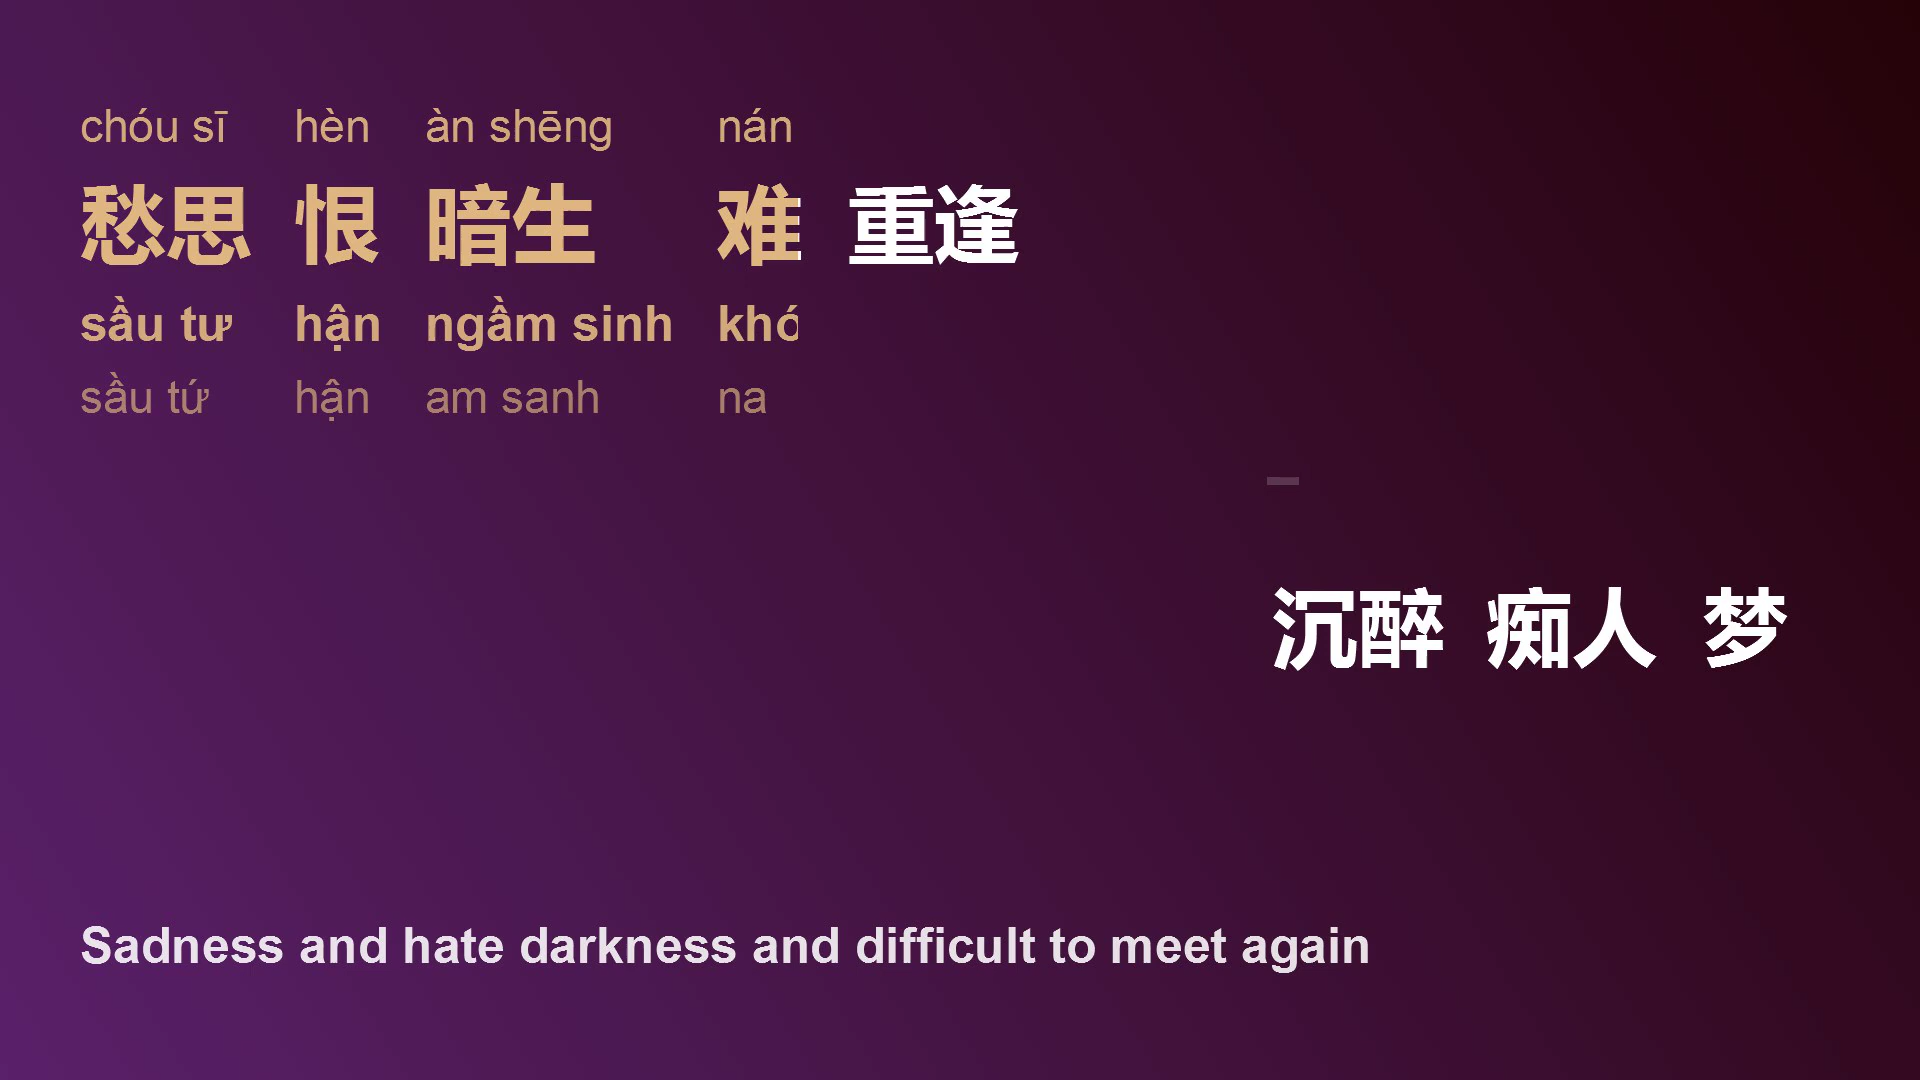 chóu sī hèn àn shēng nán
愁思 恨 暗生 难 重逢
sầu tư hận ngầm sinh khó
sầu tứ hận am sanh na
沉醉 痴人 梦
Sadness and hate darkness and difficult to meet again